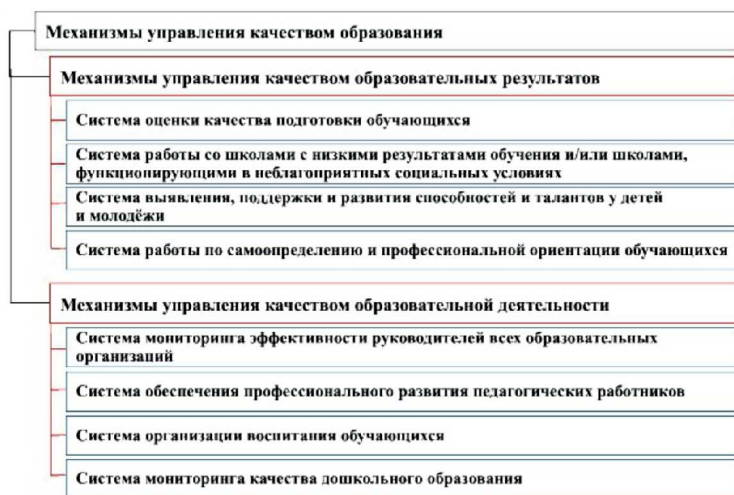 Механизмы управления качеством образования
Механизмы управления качеством образовательных результатов
Система оценки качества подготовки обучающихся
Система работы со школами с низкими результатами обучения и/или школами,
функционирующими в неблагоприятных социальных условиях
Система выявления, поддержки и развития способностей и талантов у детей
и молодёжи
Система работы по самоопределению и профессиональной ориентации обучающихся
Механизмы управления качеством образовательной деятельности
Система мониторинга эффективности руководителей всех образовательных
организаций
Система обеспечения профессионального развития педагогических работников
Система организации воспитания обучающихся
Система мониторинга качества дошкольного образования